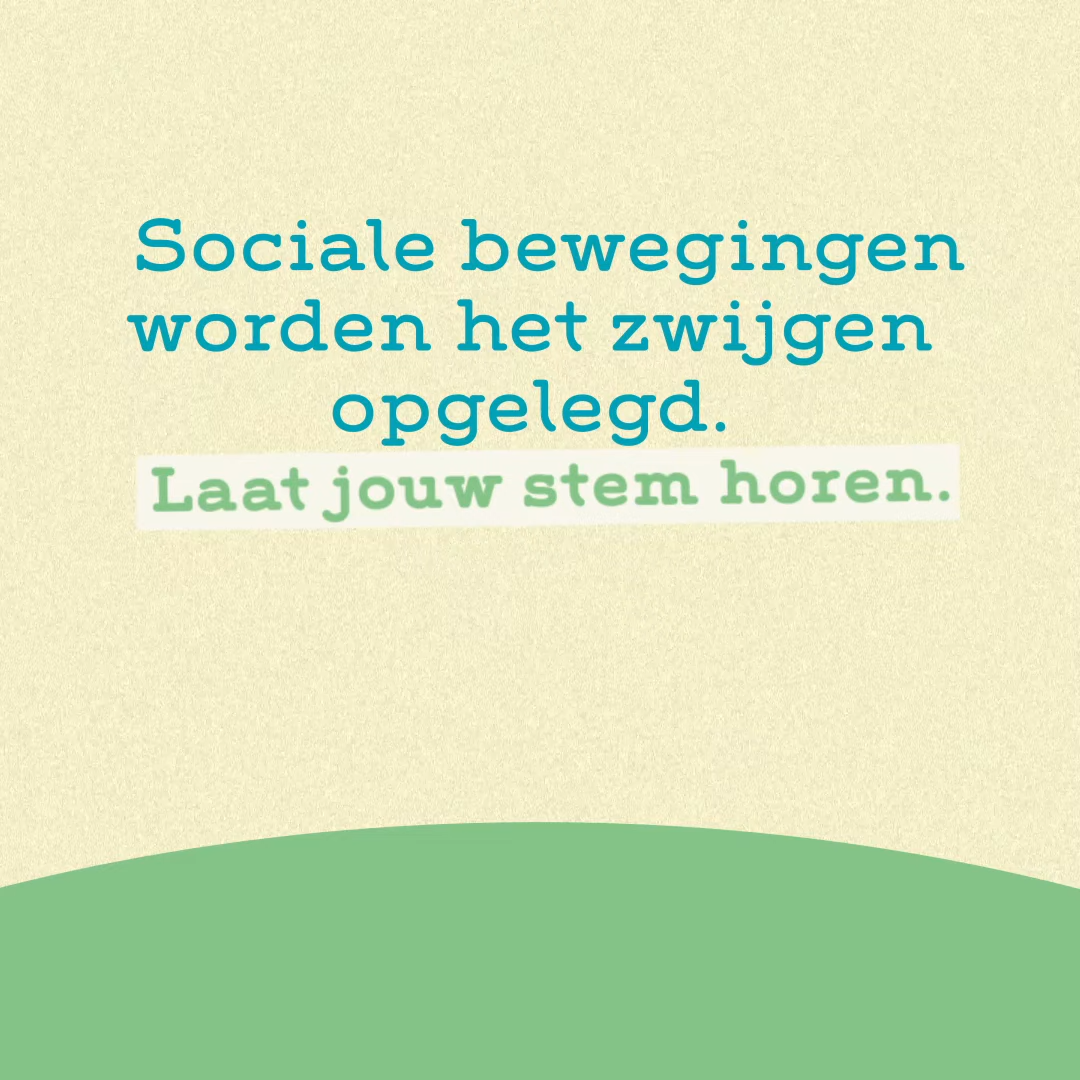 Sociale bewegingen
worden het zwijgen
opgelegd.
Laat jouw stem horen.